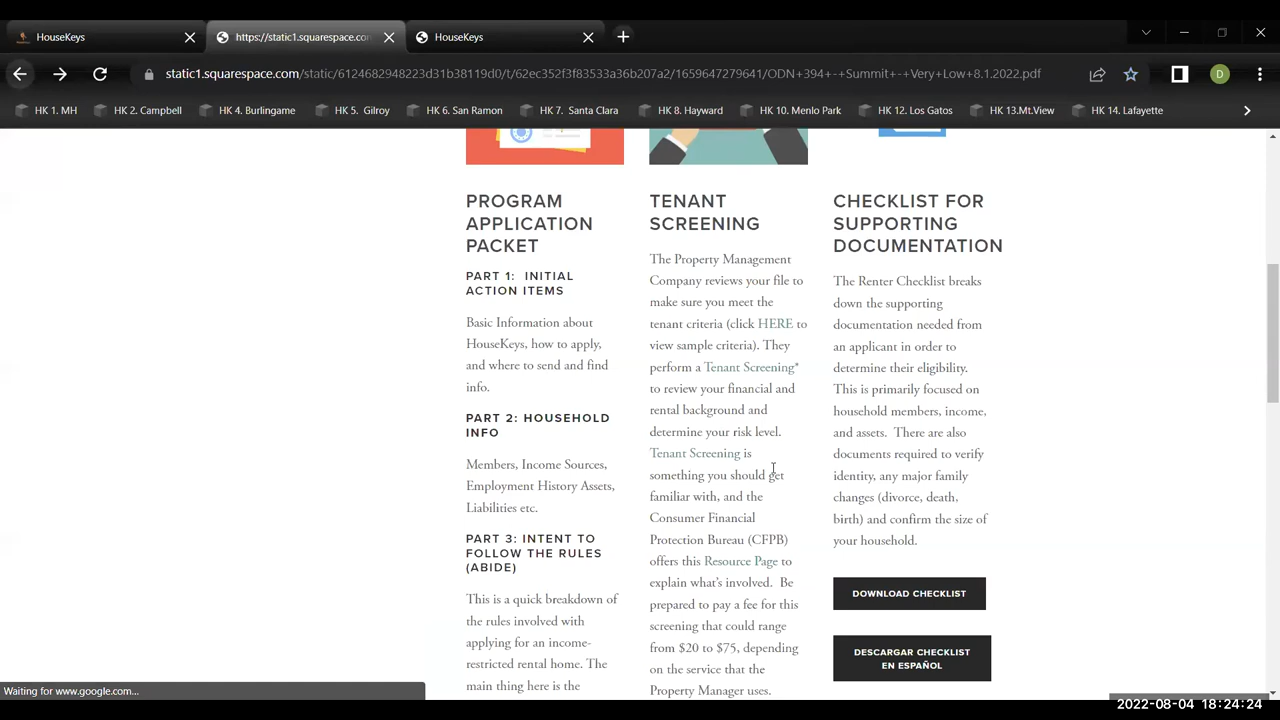 HouseKeys
https://static1.squarespace.co
HouseKeys
static1.squarespace.com/static/6124682948223d31b38119d0/t/62ec352f3f83533a36b207a2/1659647279641/ODN+394+-+Summit+-+Very+Low+8.1.2022.pdf
D
HK 1. MH
HK 2. Campbell
HK 4. Burlingame
HK 5. Gilroy
HK 6. San Ramon
HK 7. Santa Clara
HK 8. Hayward
HK 10. Menlo Park
HK 12. Los Gatos
HK 13.Mt.View
HK 14. Lafayette
PROGRAM
APPLICATION
PACKET
PART 1: INITIAL
ACTION ITEMS
Basic Information about
HouseKeys, how to apply,
and where to send and find
info.
PART 2: HOUSEHOLD
INFO
Members, Income Sources,
Employment History Assets,
Liabilities etc.
PART 3: INTENT TO
FOLLOW THE RULES
(ABIDE)
This is a quick breakdown of
the rules involved with
applying for an income-
restricted rental home. The
main thing here is the
TENANT
SCREENING
The Property Management
Company reviews your file to
make sure you meet the
tenant criteria (click HERE to
view sample criteria). They
perform a Tenant Screening*
to review your financial and
rental background and
determine your risk level.
Tenant Screening is
something you should get
familiar with, and the
Consumer Financial
Protection Bureau (CFPB)
offers this Resource Page to
explain what's involved. Be
prepared to pay a fee for this
screening that could range
from $20 to $75, depending
on the service that the
Property Manager uses.
CHECKLIST FOR
SUPPORTING
DOCUMENTATION
The Renter Checklist breaks
down the supporting
documentation needed from
an applicant in order to
determine their eligibility.
This is primarily focused on
household members, income,
and assets. There are also
documents required to verify
identity, any major family
changes (divorce, death,
birth) and confirm the size of
your household.
DOWNLOAD CHECKLIST
DESCARGAR CHECKLIST
EN ESPAÑOL
Waiting for www.google.com...
2022-08-04 18:24:24